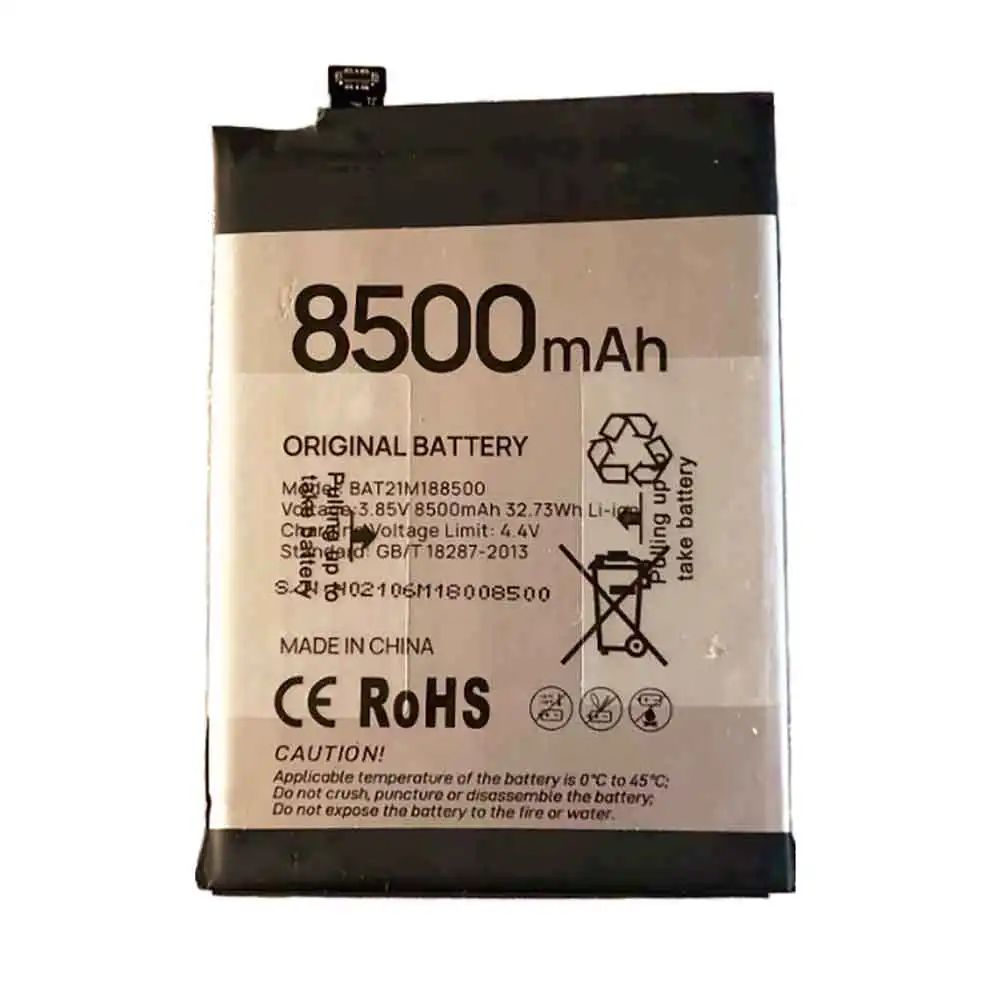 8500mAh
ORIGINAL BATTERY
Model: BAT21M188500
Voltage:3.85V 8500mAh 32.73Wh Li-ion
Charging Voltage Limit: 4.4V
Standard: GB/T 18287-2013
H02106M18008500
Pulling up to
take battery
Pulling up to
take battery
MADE IN CHINA
CE RoHS
CAUTION!
Applicable temperature of the battery is 0°C to 45°C;
Do not crush, puncture or disassemble the battery;
Do not expose the battery to the fire or water.